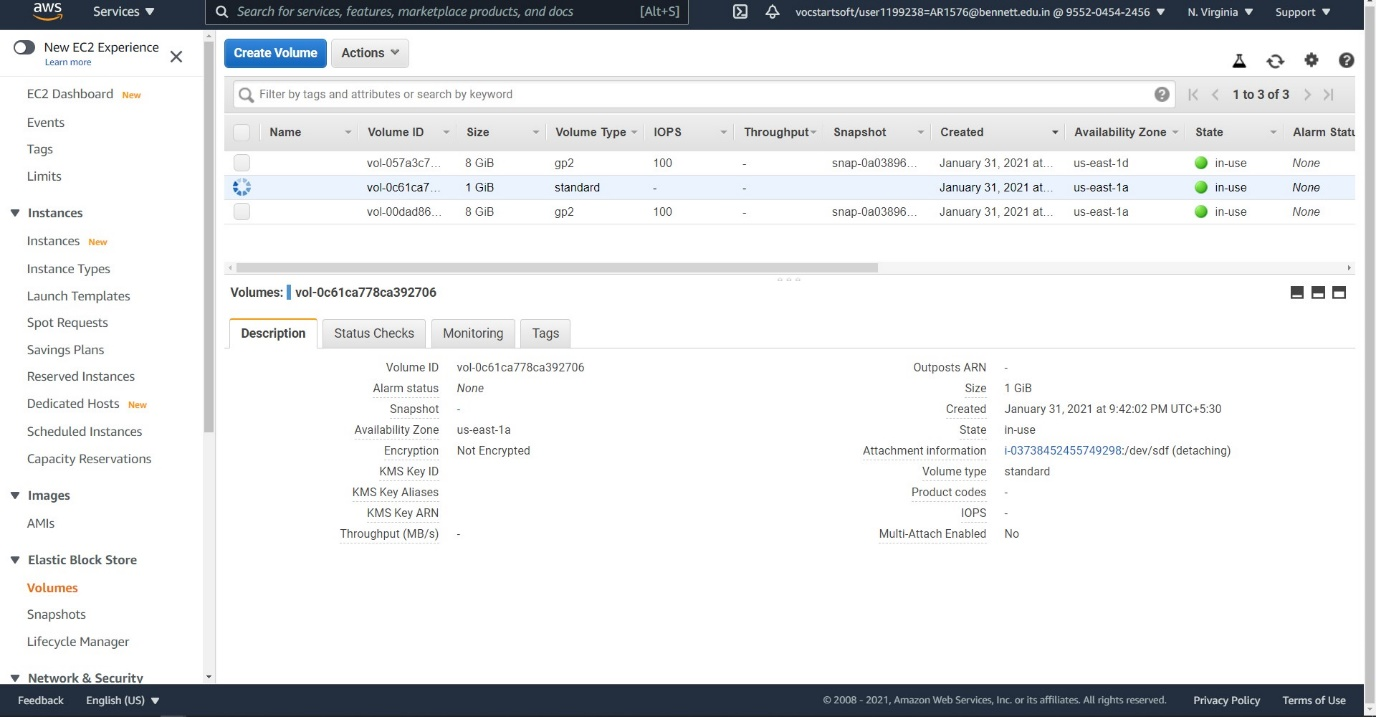 aws
Services
Search for services, features, marketplace products, and docs [Alt+S]
vocstartsoft/user1199238=AR1576@bennett.edu.in @ 9552-0454-2456
N. Virginia
Support
New EC2 Experience
Learn more
EC2 Dashboard New
Events
Tags
Limits
Instances
Instances New
Instance Types
Launch Templates
Spot Requests
Savings Plans
Reserved Instances
Dedicated Hosts New
Scheduled Instances
Capacity Reservations
Images
AMIs
Elastic Block Store
Volumes
Snapshots
Lifecycle Manager
Network & Security
Create Volume
Actions
Filter by tags and attributes or search by keyword
1 to 3 of 3
Name Volume ID Size Volume Type IOPS Throughput Snapshot Created Availability Zone State Alarm Statu
vol-057a3c7... 8 GiB gp2 100 - snap-0a03896... January 31, 2021 at... us-east-1d in-use None
vol-0c61ca7... 1 GiB standard - - January 31, 2021 at... us-east-1a in-use None
vol-00dad86... 8 GiB gp2 100 - snap-0a03896... January 31, 2021 at... us-east-1a in-use None
Volumes: vol-0c61ca778ca392706
Description Status Checks Monitoring Tags
Volume ID vol-0c61ca778ca392706
Alarm status None
Snapshot -
Availability Zone us-east-1a
Encryption Not Encrypted
KMS Key ID
KMS Key Aliases
KMS Key ARN
Throughput (MB/s) -
Outposts ARN -
Size 1 GiB
Created January 31, 2021 at 9:42:02 PM UTC+5:30
State in-use
Attachment information i-03738452455749298:/dev/sdf (detaching)
Volume type standard
Product codes -
IOPS -
Multi-Attach Enabled No
Feedback English (US)
© 2008 - 2021, Amazon Web Services, Inc. or its affiliates. All rights reserved. Privacy Policy Terms of Use